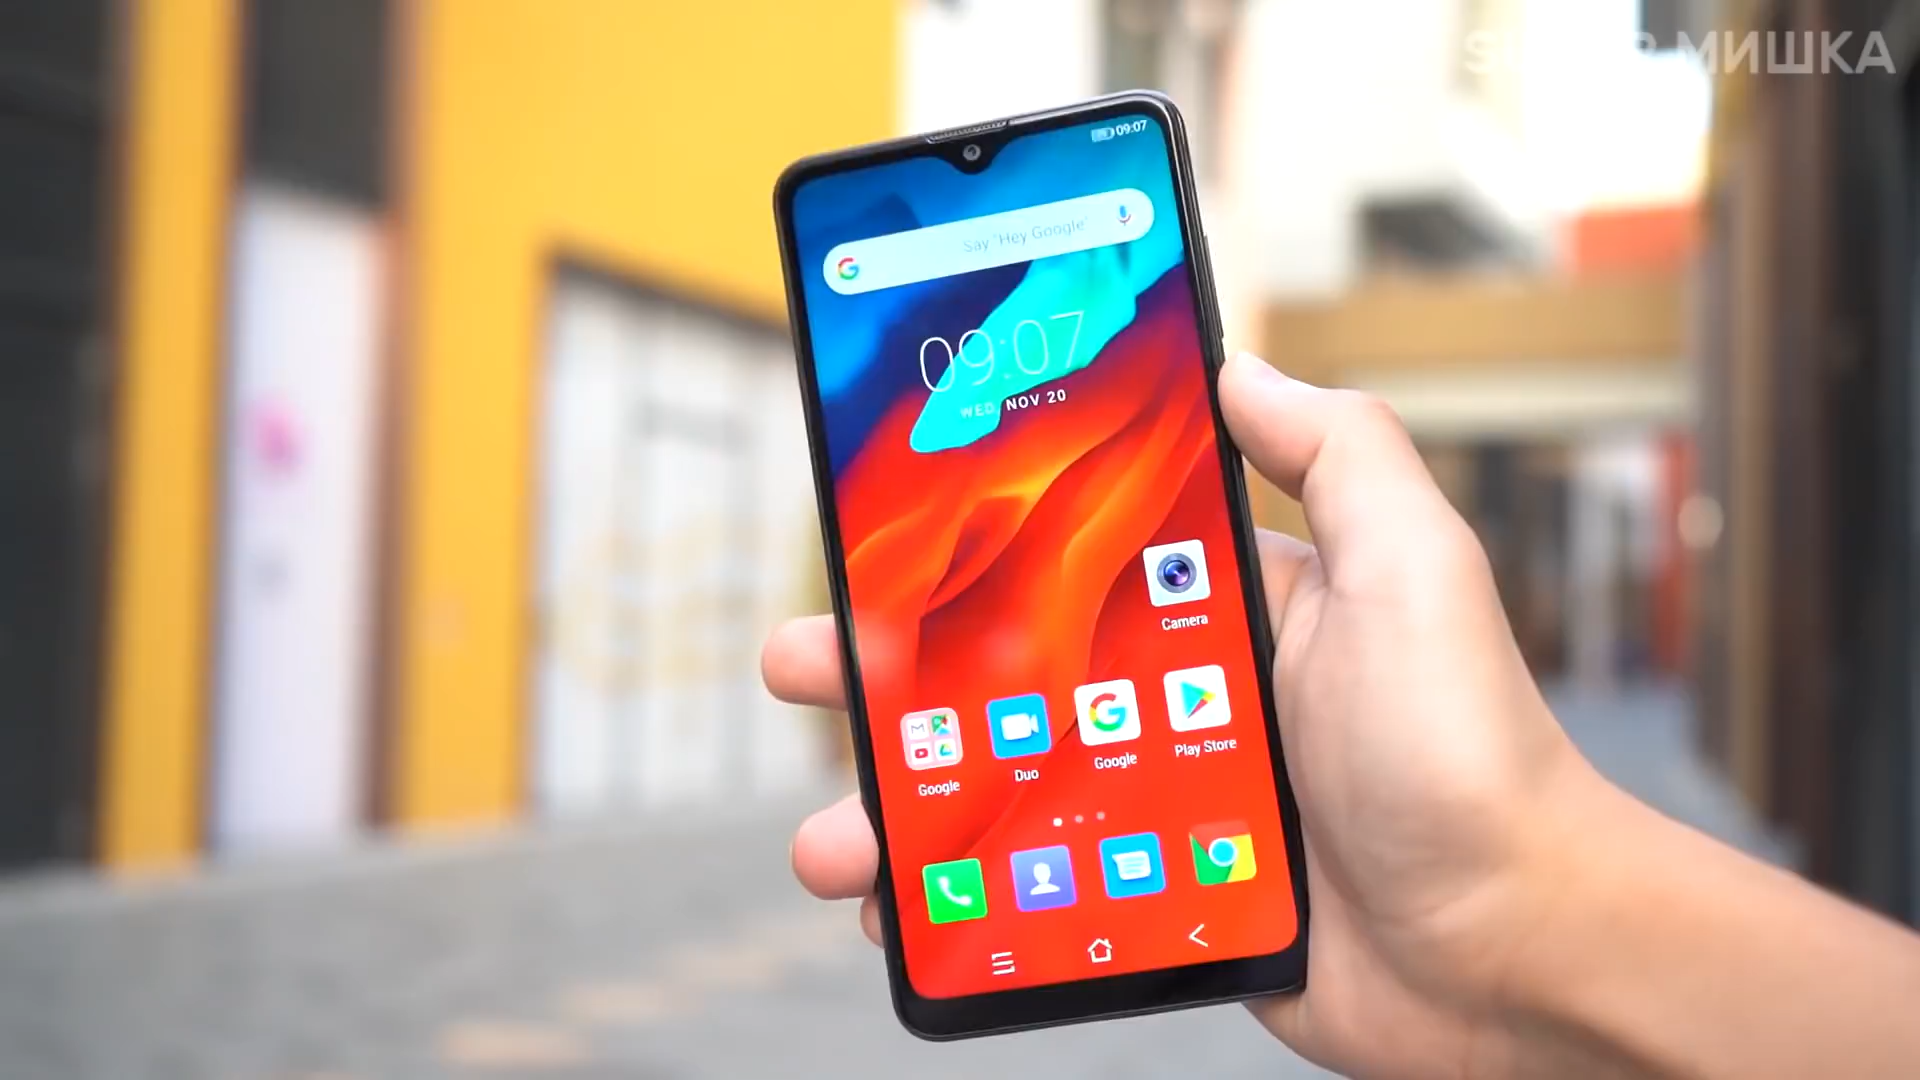 МИШКА
09:07
Say "Hey Google"
09:07
WED, NOV 20
Camera
Google
Duo
Google
Play Store